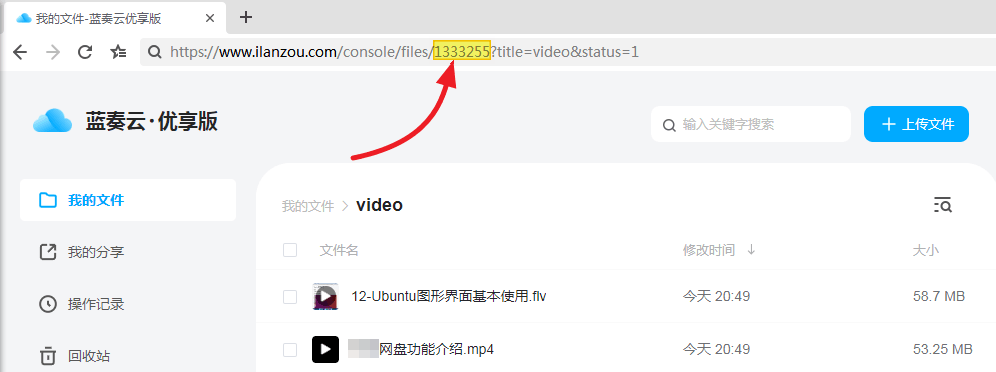 我的文件-蓝奏云优享版
https://www.ilanzou.com/console/files/1333255?title=video&status=1
蓝奏云·优享版
输入关键字搜索
上传文件
我的文件
我的分享
操作记录
回收站
我的文件 video
文件名 修改时间 大小
12-Ubuntu图形界面基本使用.flv 今天 20:49 58.7 MB
网盘功能介绍.mp4 今天 20:49 53.25 MB